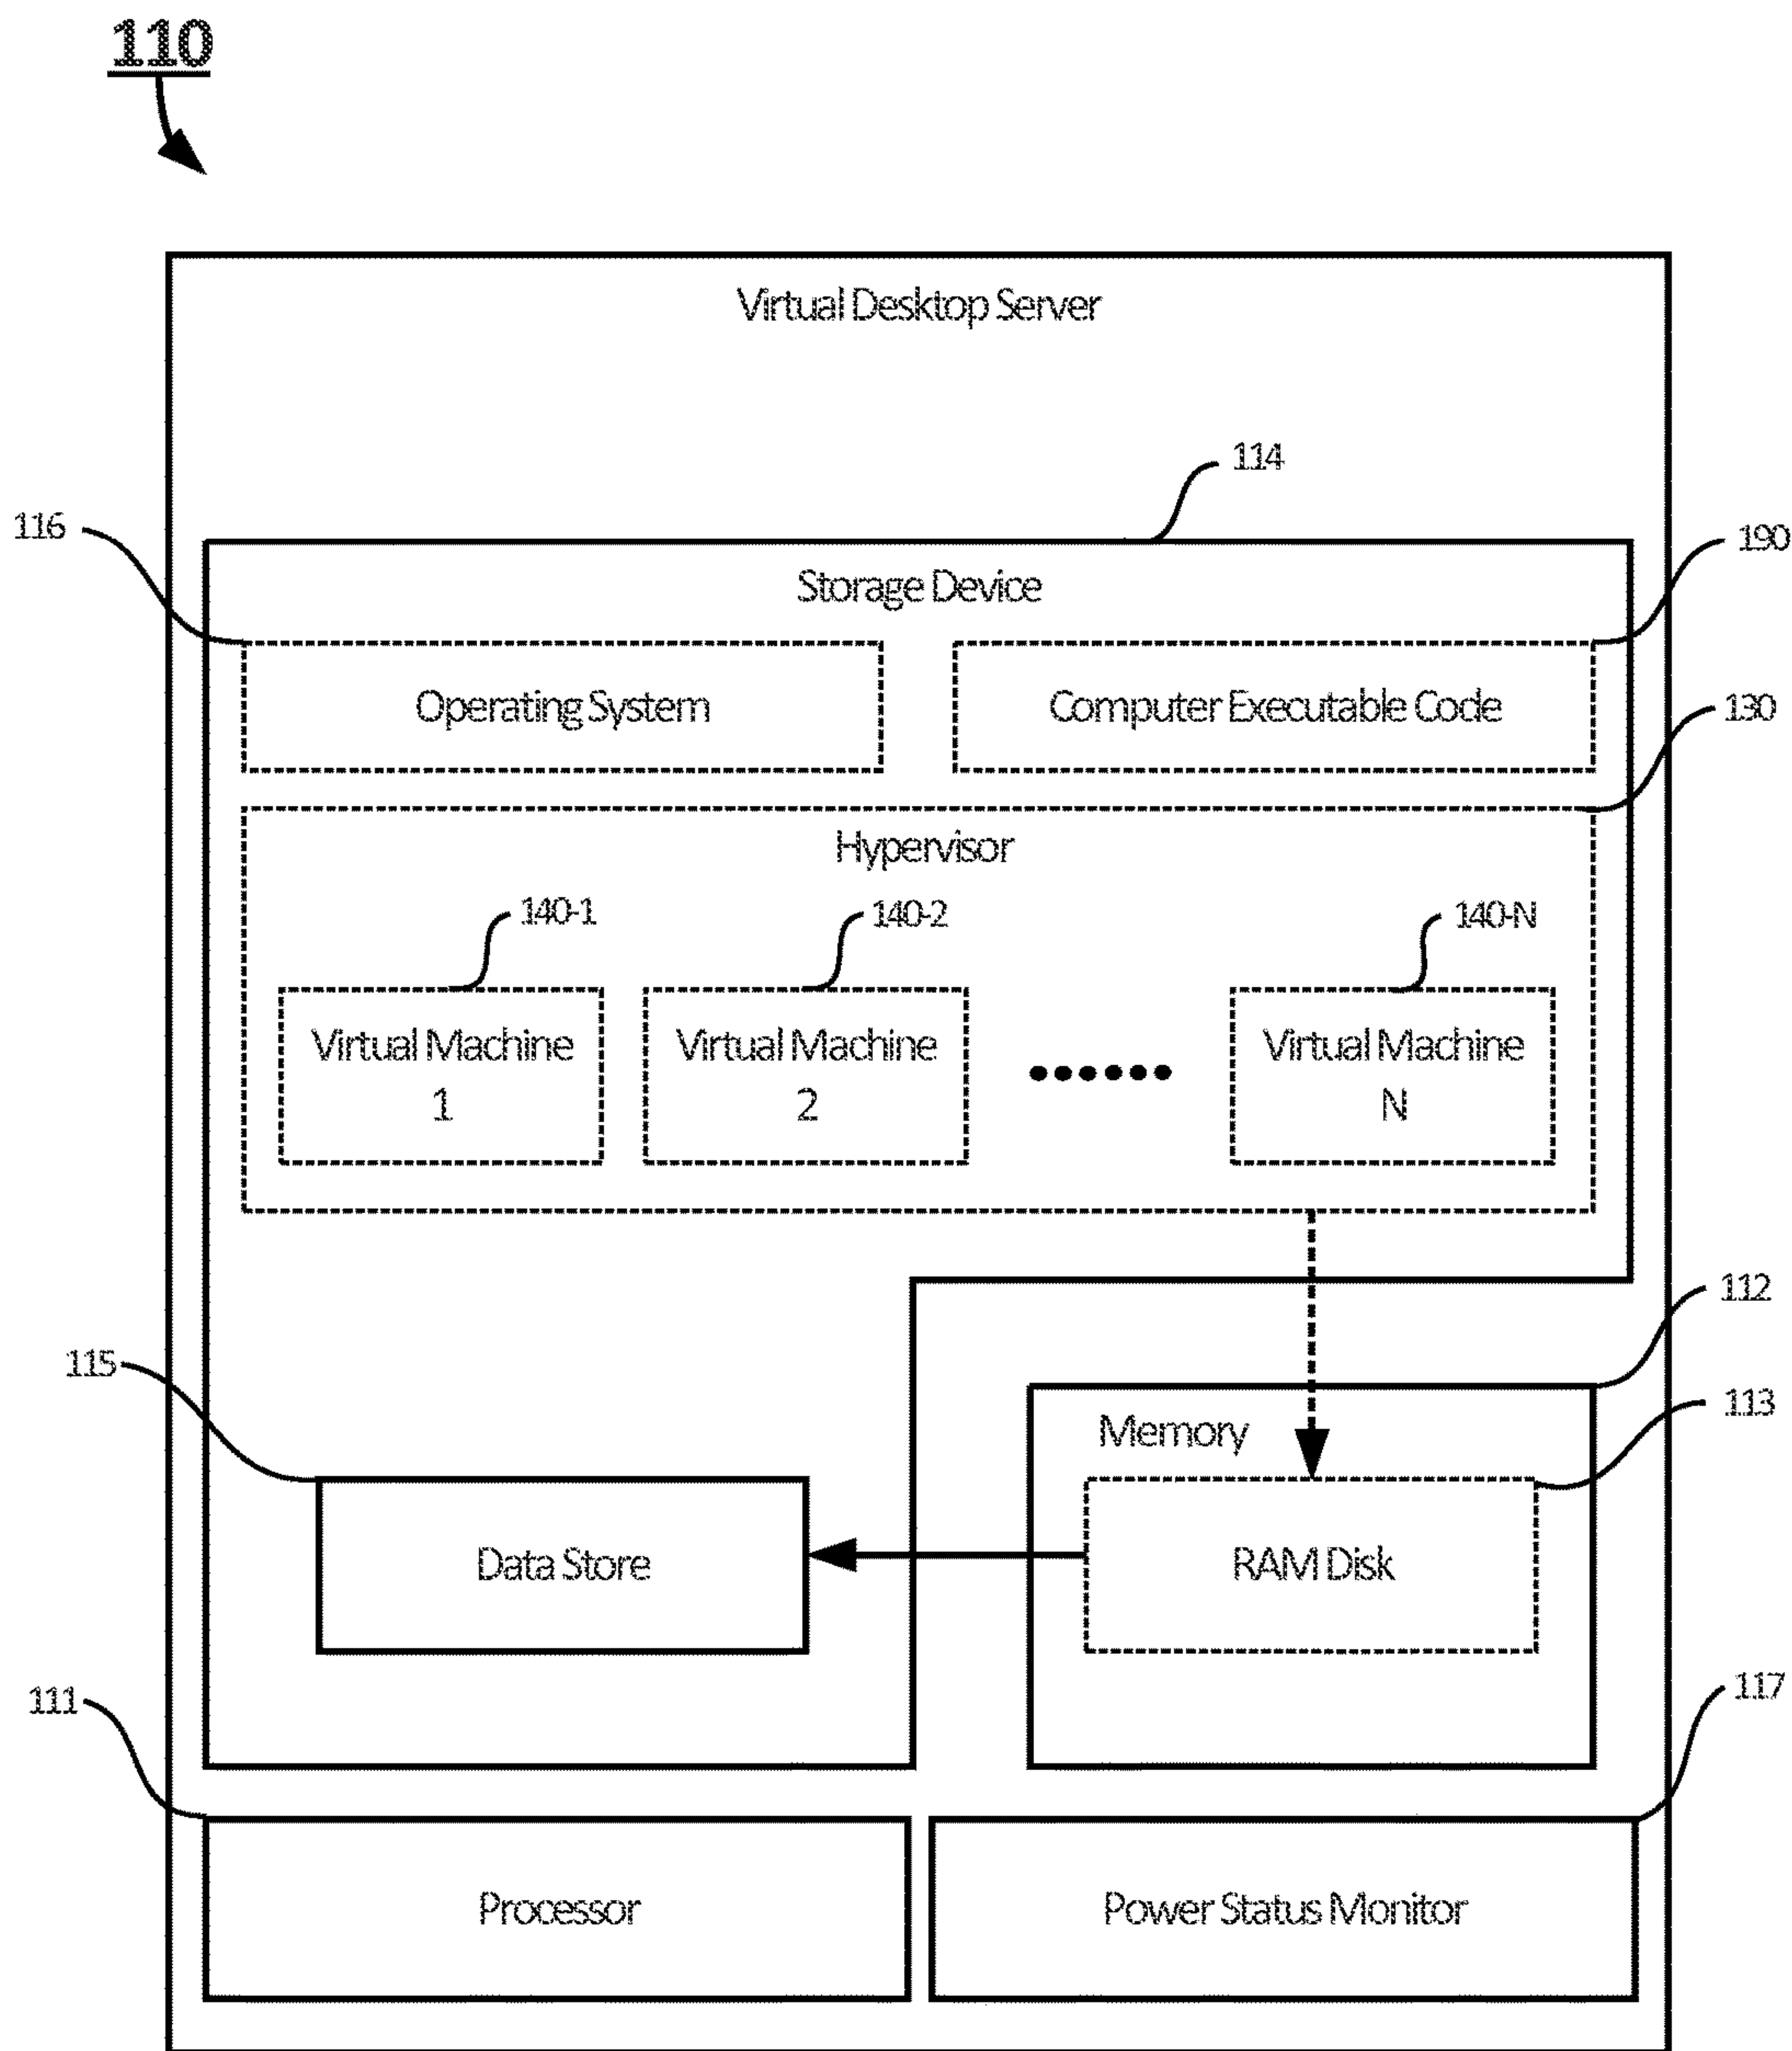 110
Virtual Desktop Server
114
116
190
Storage Device
Operating System
Computer Executable Code
130
Hypervisor
140-1
140-2
140-N
Virtual Machine
1
Virtual Machine
2
Virtual Machine
N
112
115
113
Memory
Data Store
RAM Disk
111
117
Processor
Power Status Monitor